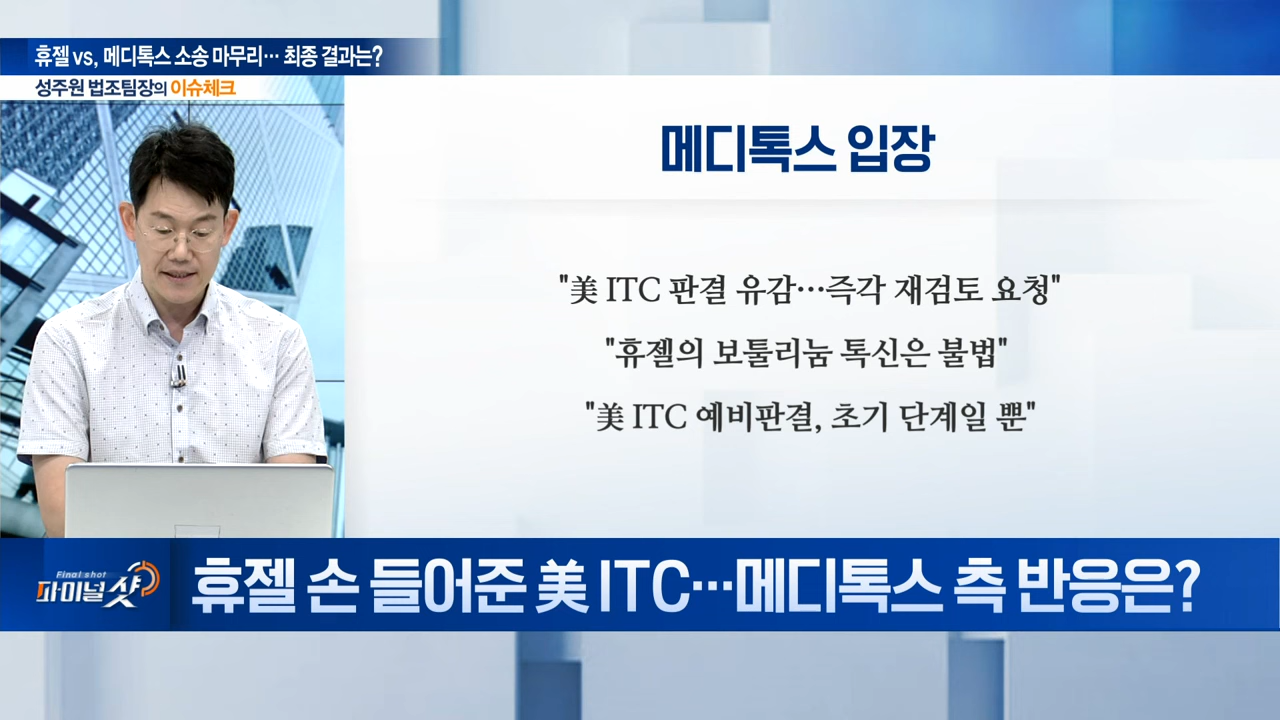 휴젤 vs, 메디톡스 소송 마무리… 최종 결과는?
성주원 법조팀장의 이슈체크
메디톡스 입장
"美 ITC 판결 유감…즉각 재검토 요청"
"휴젤의 보툴리눔 톡신은 불법"
"美 ITC 예비판결, 초기 단계일 뿐"
Final shot
파이널 샷
휴젤 손 들어준 美 ITC…메디톡스 측 반응은?